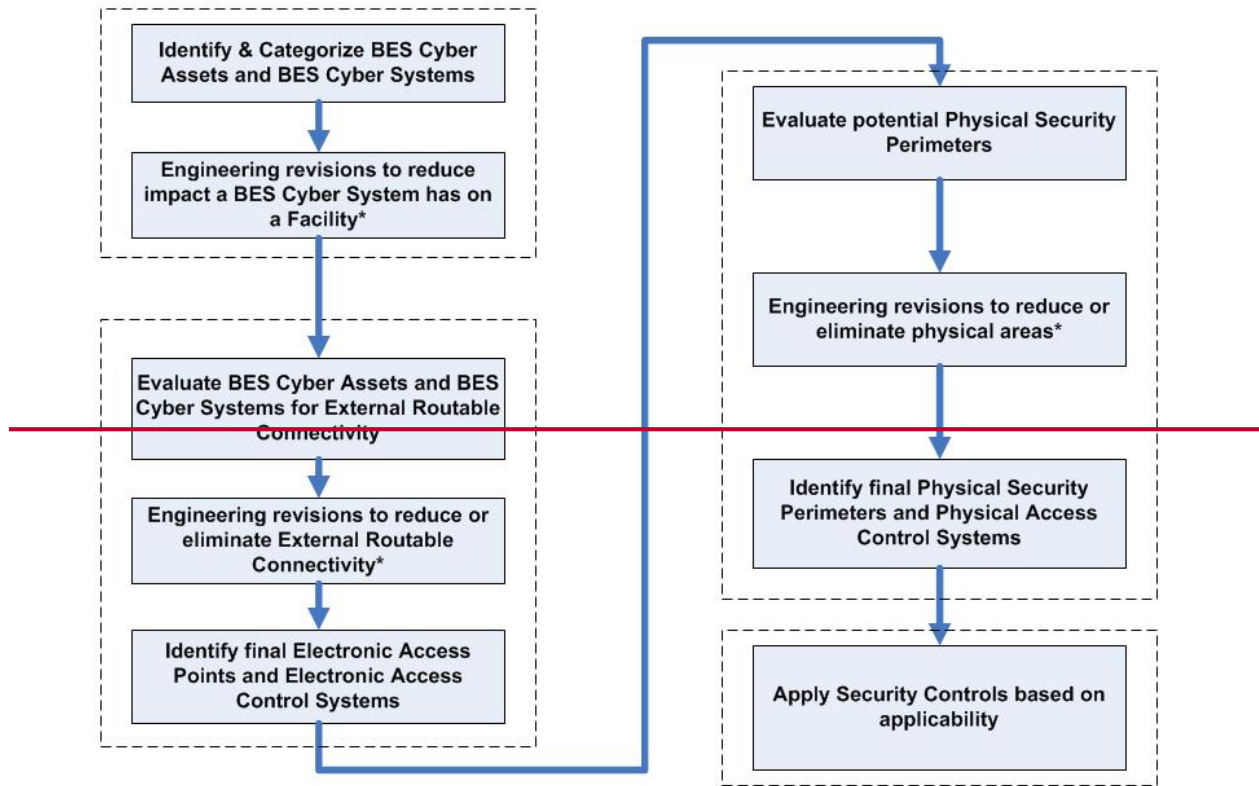 Identify & Categorize BES Cyber
Assets and BES Cyber Systems
Engineering revisions to reduce
impact a BES Cyber System has on
a Facility*
Evaluate BES Cyber Assets and BES
Cyber Systems for External Routable
Connectivity
Engineering revisions to reduce or
eliminate External Routable
Connectivity*
Identify final Electronic Access
Points and Electronic Access
Control Systems
Evaluate potential Physical Security
Perimeters
Engineering revisions to reduce or
eliminate physical areas*
Identify final Physical Security
Perimeters and Physical Access
Control Systems
Apply Security Controls based on
applicability